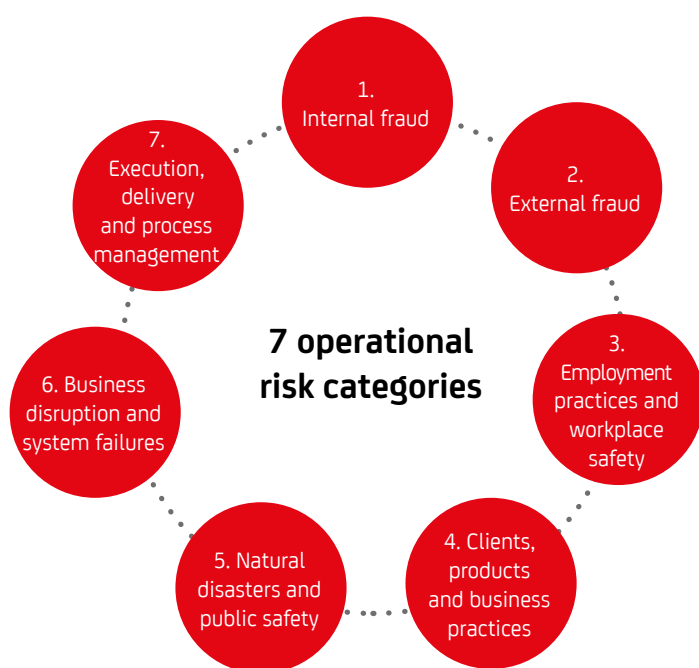 1.
Internal fraud
2.
External fraud
3.
Employment
practices and
workplace
safety
4. Clients,
products
and business
practices
5. Natural
disasters and
public safety
6. Business
disruption and
system failures
7.
Execution,
delivery
and process
management
7 operational
risk categories